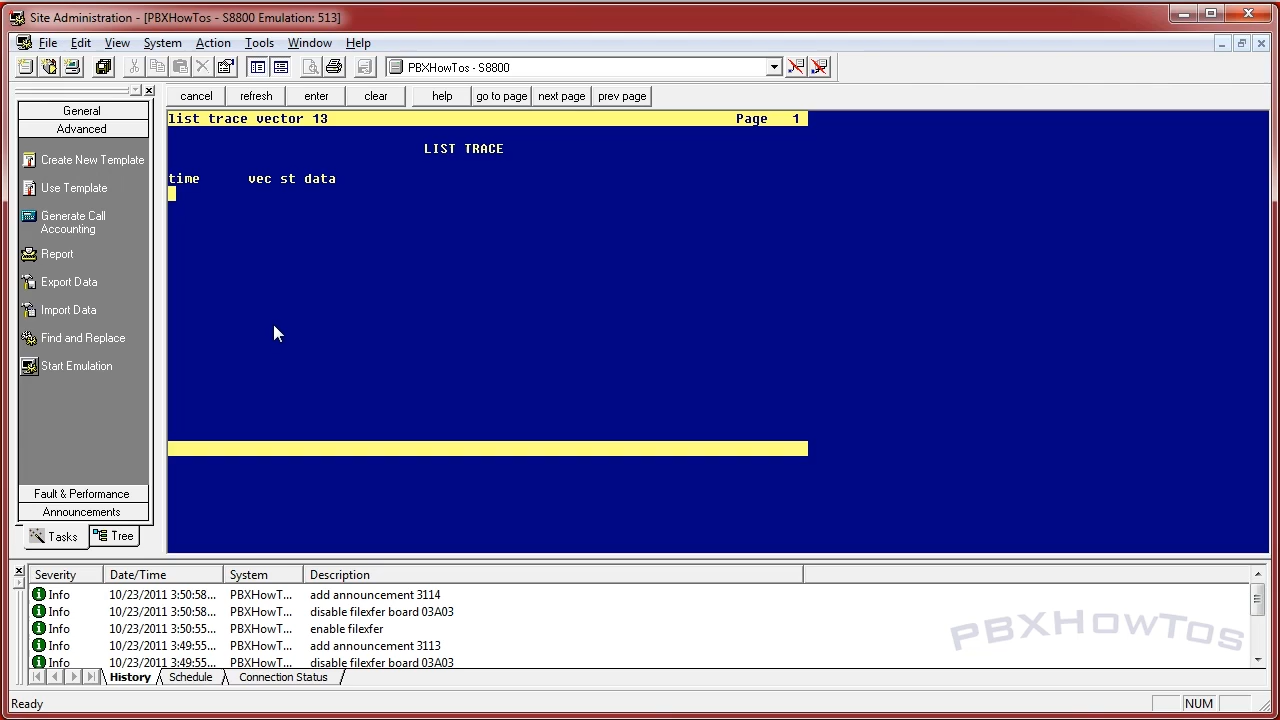 Site Administration - [PBXHowTos - S8800 Emulation: 513]
File Edit View System Action Tools Window Help
PBXHowTos - S8800
cancel refresh enter clear help go to page next page prev page
General
Advanced
Create New Template
Use Template
Generate Call
Accounting
Report
Export Data
Import Data
Find and Replace
Start Emulation
Fault & Performance
Announcements
Tasks Tree
list trace vector 13 Page 1
LIST TRACE
time vec st data
Severity Date/Time System Description
Info 10/23/2011 3:50:58... PBXHowT... add announcement 3114
Info 10/23/2011 3:50:58... PBXHowT... disable filexfer board 03A03
Info 10/23/2011 3:50:55... PBXHowT... enable filexfer
Info 10/23/2011 3:49:55... PBXHowT... add announcement 3113
Info 10/23/2011 3:49:55... PBXHowT... disable filexfer board 03A03
PBXHowTos
History Schedule Connection Status
Ready NUM